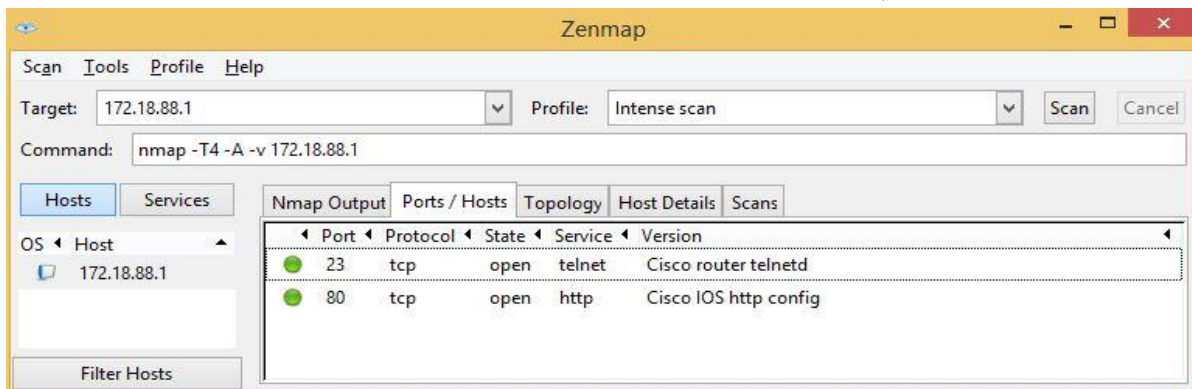 Zenmap
Scan Tools Profile Help
Target: 172.18.88.1 Profile: Intense scan Scan Cancel
Command: nmap -T4 -A -v 172.18.88.1
Hosts Services Nmap Output Ports / Hosts Topology Host Details Scans
OS Host Port Protocol State Service Version
172.18.88.1 23 tcp open telnet Cisco router telnetd
80 tcp open http Cisco IOS http config
Filter Hosts